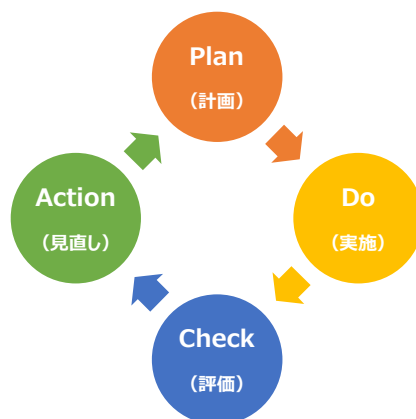 Plan
（計画）
Do
（実施）
Check
（評価）
Action
（見直し）